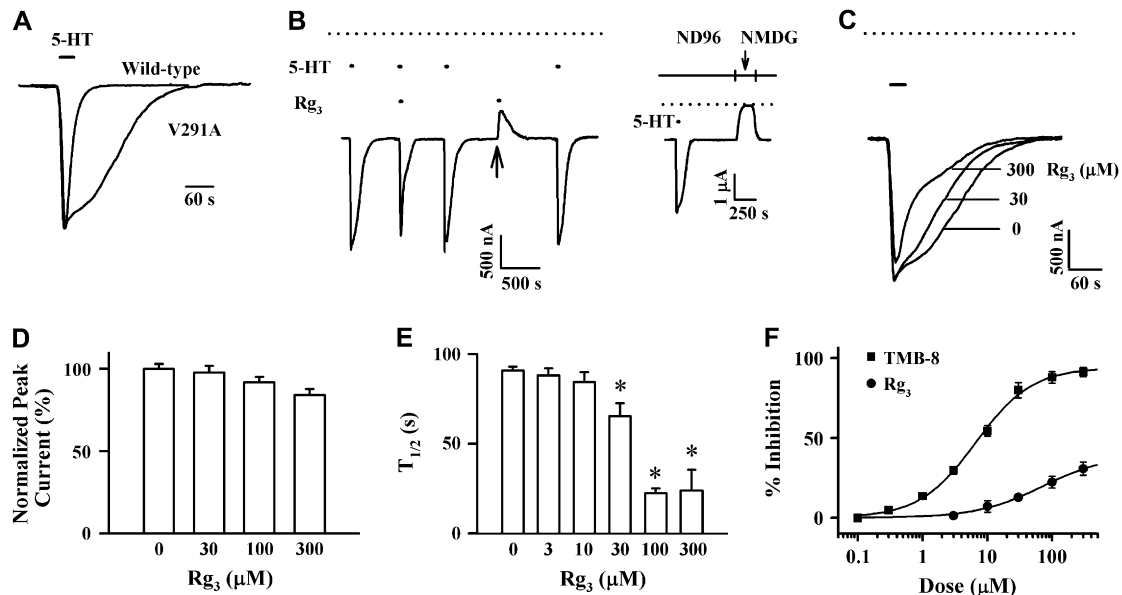 A
5-HT
Wild-type
V291A
60 s
B
5-HT
Rg3
500 nA
500 s
ND96 NMDG
5-HT
1 μA
250 s
C
300 Rg3 (μM)
30
0
500 nA
60 s
D
Normalized Peak
Current (%)
100
50
0
0 30 100 300
Rg3 (μM)
E
T1/2 (s)
100
50
0
* * *
0 3 10 30 100 300
Rg3 (μM)
F
% Inhibition
100
50
0
TMB-8
Rg3
0.1 1 10 100
Dose (μM)